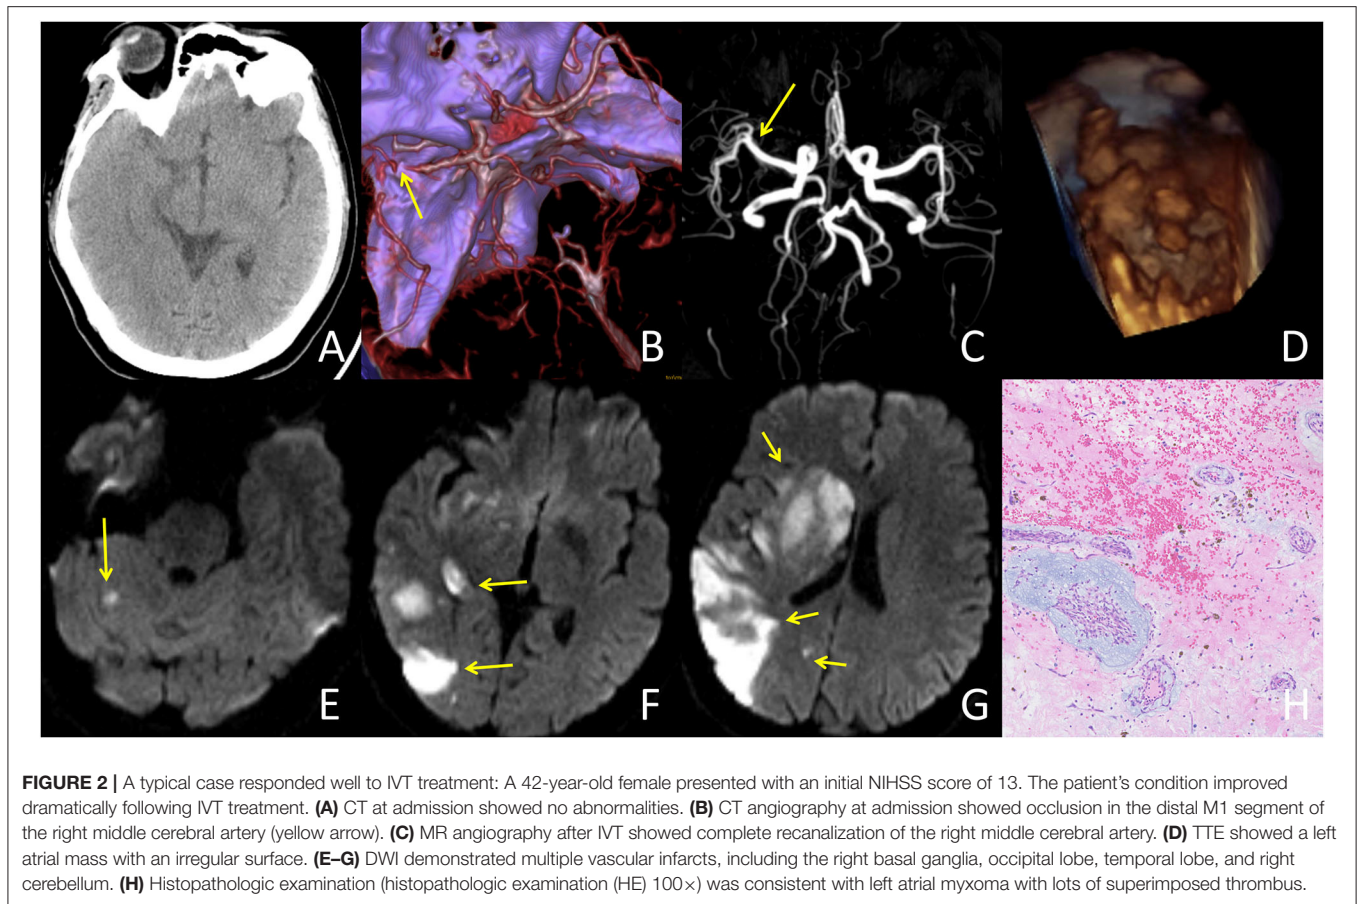 A
B
C
D
E
F
G
H
FIGURE 2 | A typical case responded well to IVT treatment: A 42-year-old female presented with an initial NIHSS score of 13. The patient's condition improved
dramatically following IVT treatment. (A) CT at admission showed no abnormalities. (B) CT angiography at admission showed occlusion in the distal M1 segment of
the right middle cerebral artery (yellow arrow). (C) MR angiography after IVT showed complete recanalization of the right middle cerebral artery. (D) TTE showed a left
atrial mass with an irregular surface. (E–G) DWI demonstrated multiple vascular infarcts, including the right basal ganglia, occipital lobe, temporal lobe, and right
cerebellum. (H) Histopathologic examination (histopathologic examination (HE) 100×) was consistent with left atrial myxoma with lots of superimposed thrombus.